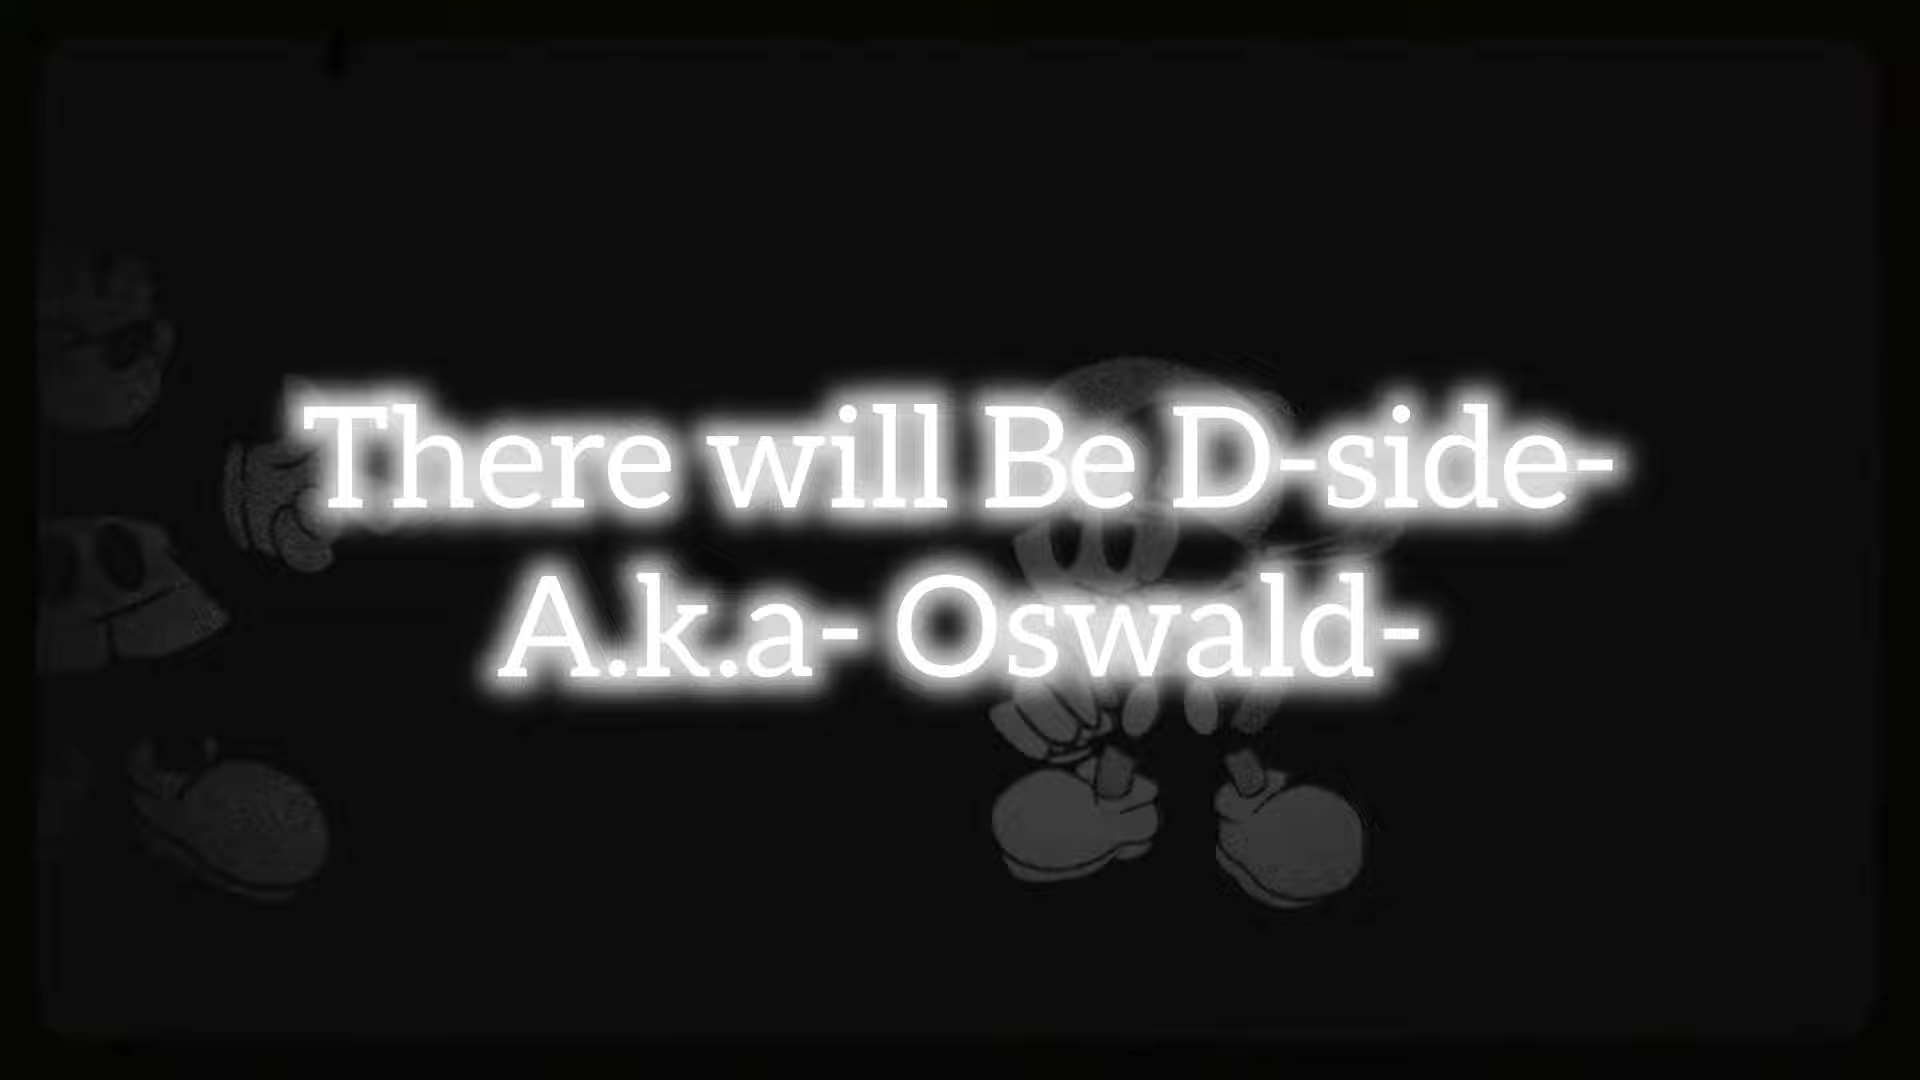 There will Be D-side-
A.k.a- Oswald-